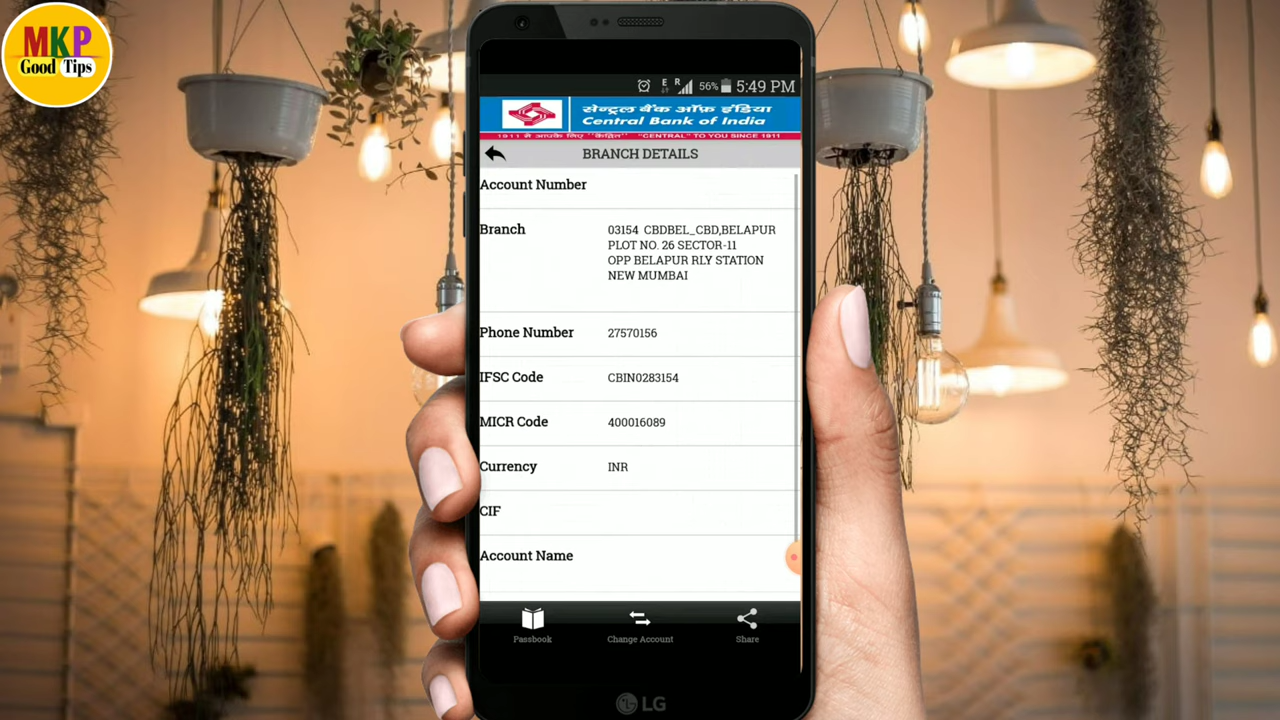 MKP
Good Tips
56% 5:49 PM
सेन्ट्रल बैंक ऑफ़ इंडिया
Central Bank of India
1911 से आपके लिए "केंद्रित" "CENTRAL" TO YOU SINCE 1911
BRANCH DETAILS
Account Number
Branch 03154 CBDBEL_CBD,BELAPUR
PLOT NO. 26 SECTOR-11
OPP BELAPUR RLY STATION
NEW MUMBAI
Phone Number 27570156
IFSC Code CBIN0283154
MICR Code 400016089
Currency INR
CIF
Account Name
Passbook Change Account Share
LG